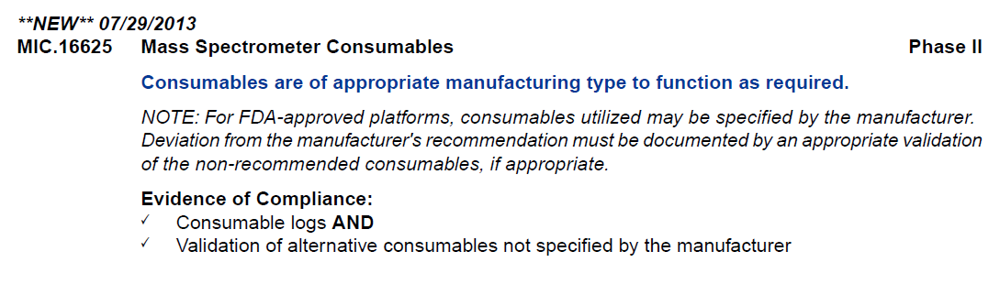 **NEW** 07/29/2013
MIC.16625 Mass Spectrometer Consumables Phase II
Consumables are of appropriate manufacturing type to function as required.
NOTE: For FDA-approved platforms, consumables utilized may be specified by the manufacturer.
Deviation from the manufacturer's recommendation must be documented by an appropriate validation
of the non-recommended consumables, if appropriate.
Evidence of Compliance:
✓ Consumable logs AND
✓ Validation of alternative consumables not specified by the manufacturer